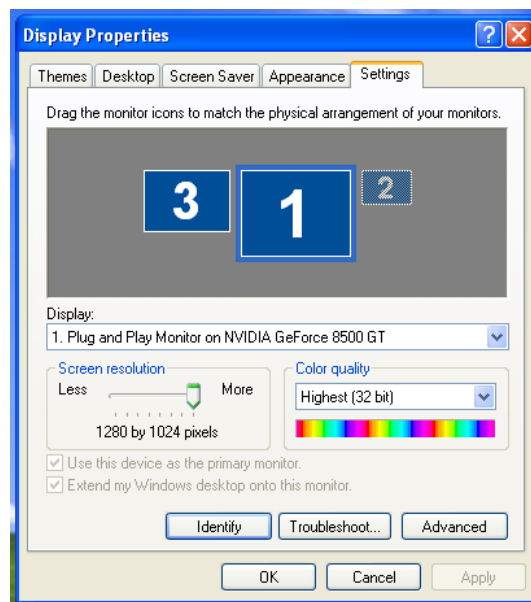 Display Properties
Themes Desktop Screen Saver Appearance Settings
Drag the monitor icons to match the physical arrangement of your monitors.
3 1 2
Display:
1. Plug and Play Monitor on NVIDIA GeForce 8500 GT
Screen resolution Color quality
Less More Highest (32 bit)
1280 by 1024 pixels
Use this device as the primary monitor.
Extend my Windows desktop onto this monitor.
Identify Troubleshoot... Advanced
OK Cancel Apply